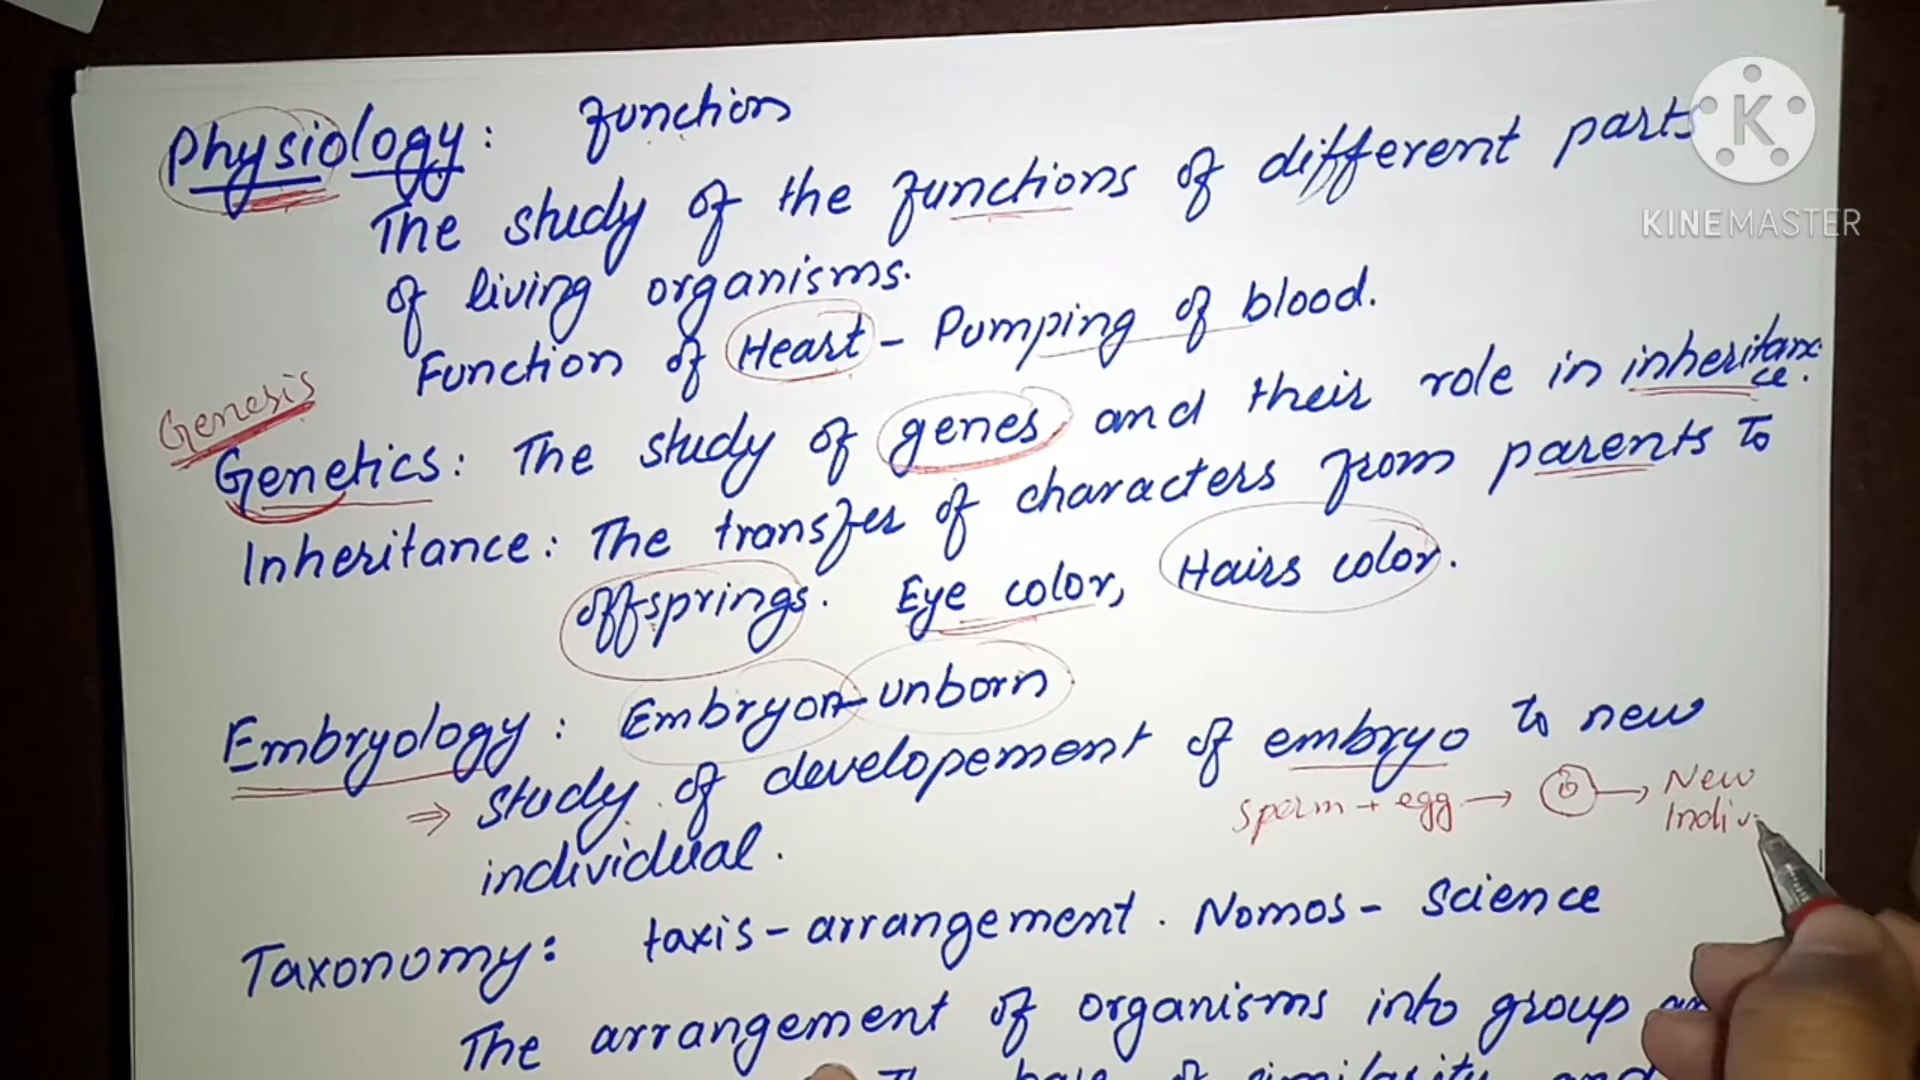 Physiology: function
The study of the functions of different parts
of living organisms.
Function of Heart - Pumping of blood.
Genesis
Genetics: The study of genes and their role in inheritance.
Inheritance: The transfer of characters from parents to
offsprings. Eye color, Hairs color.
Embryology: Embryon-unborn
⇒ study of developement of embryo to new
individual.
sperm + egg → → New
Indiv
Taxonomy: taxis - arrangement. Nomos - Science
The arrangement of organisms into group
similarity and
K
KINEMASTER